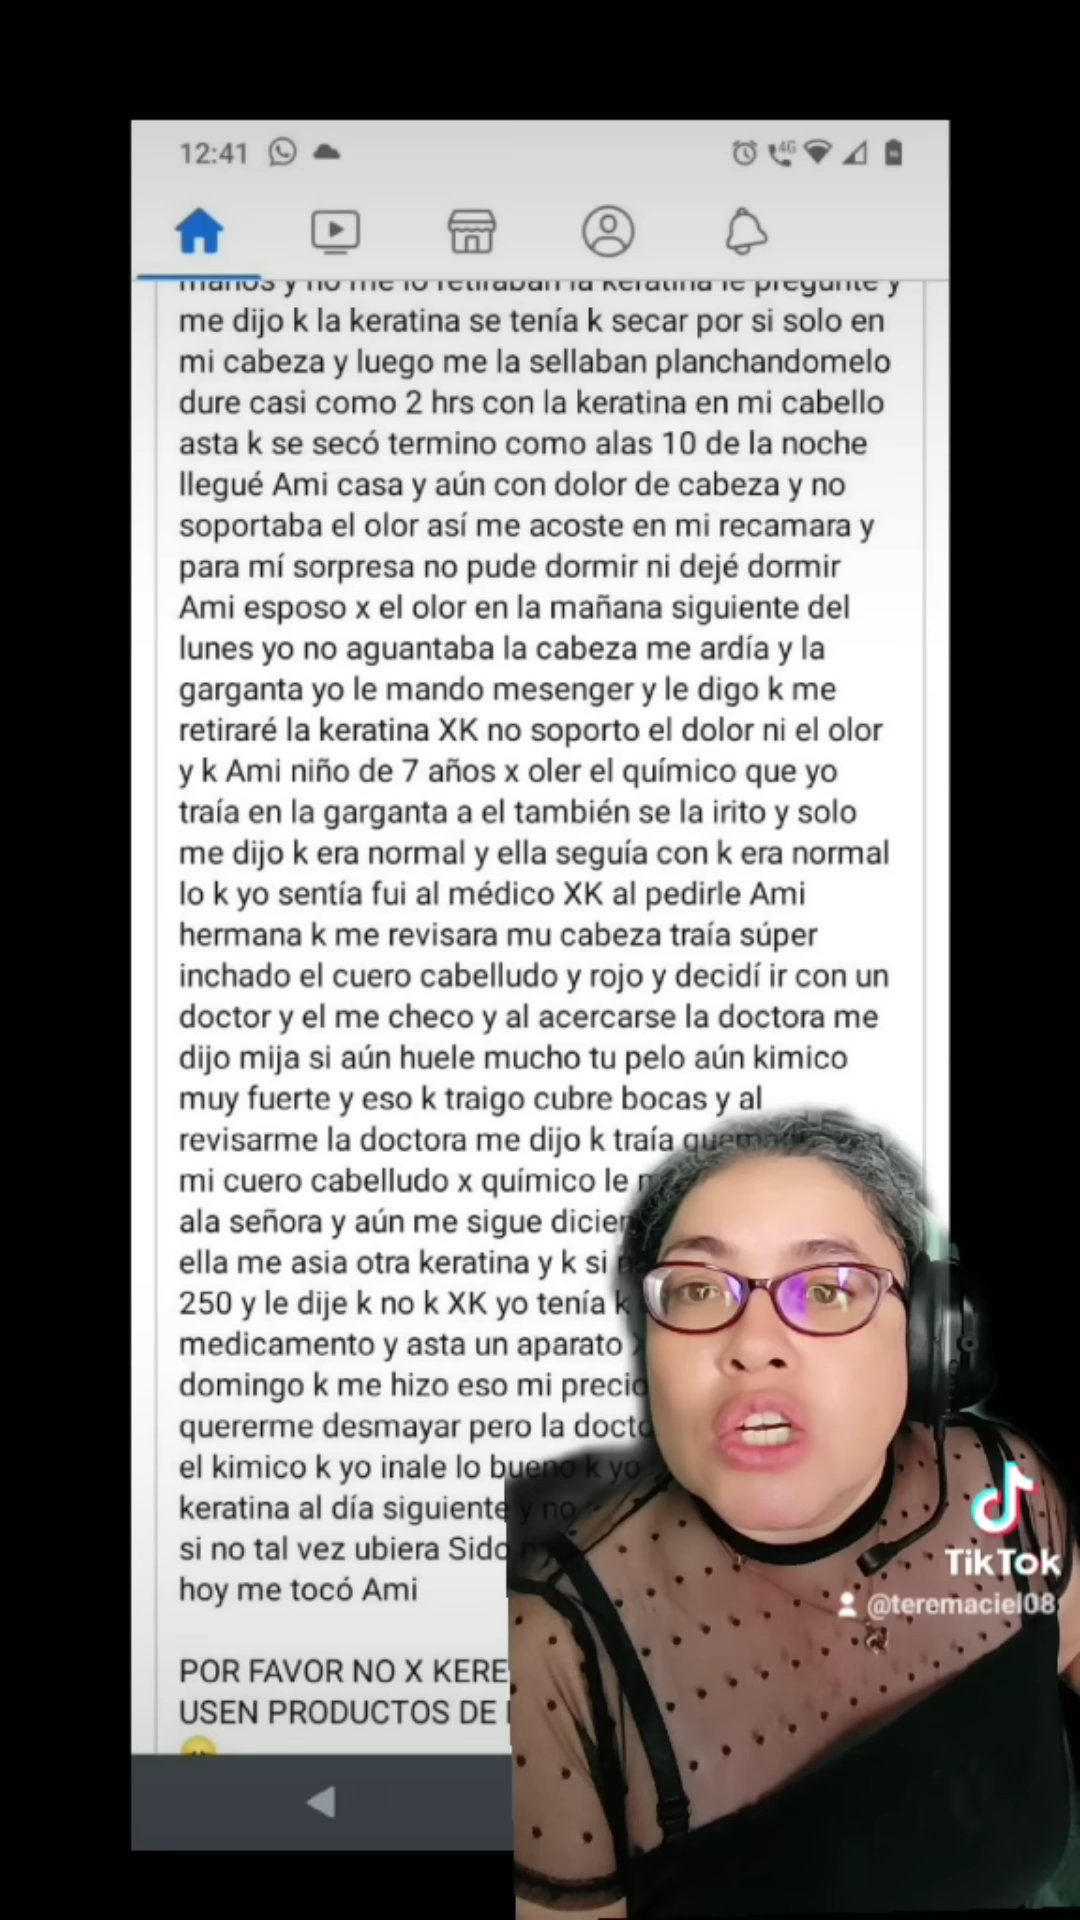 12:41
4G
manos y no me lo retiraban la keratina le pregunte y
me dijo k la keratina se tenía k secar por si solo en
mi cabeza y luego me la sellaban planchandomelo
dure casi como 2 hrs con la keratina en mi cabello
asta k se secó termino como alas 10 de la noche
llegué Ami casa y aún con dolor de cabeza y no
soportaba el olor así me acoste en mi recamara y
para mí sorpresa no pude dormir ni dejé dormir
Ami esposo x el olor en la mañana siguiente del
lunes yo no aguantaba la cabeza me ardía y la
garganta yo le mando mesenger y le digo k me
retiraré la keratina XK no soporto el dolor ni el olor
y k Ami niño de 7 años x oler el químico que yo
traía en la garganta a el también se la irito y solo
me dijo k era normal y ella seguía con k era normal
lo k yo sentía fui al médico XK al pedirle Ami
hermana k me revisara mu cabeza traía súper
inchado el cuero cabelludo y rojo y decidí ir con un
doctor y el me checo y al acercarse la doctora me
dijo mija si aún huele mucho tu pelo aún kimico
muy fuerte y eso k traigo cubre bocas y al
revisarme la doctora me dijo k traía
mi cuero cabelludo x químico le
ala señora y aún me sigue
ella me asia otra keratina y k si
250 y le dije k no k XK yo tenía k
medicamento y asta un aparato
domingo k me hizo eso mi
quererme desmayar pero la
el kimico k yo inale lo bueno k yo
keratina al día siguiente y no
si no tal vez ubiera Sido
hoy me tocó Ami
POR FAVOR NO X
USEN PRODUCTOS DE
TikTok
@teremaciel08